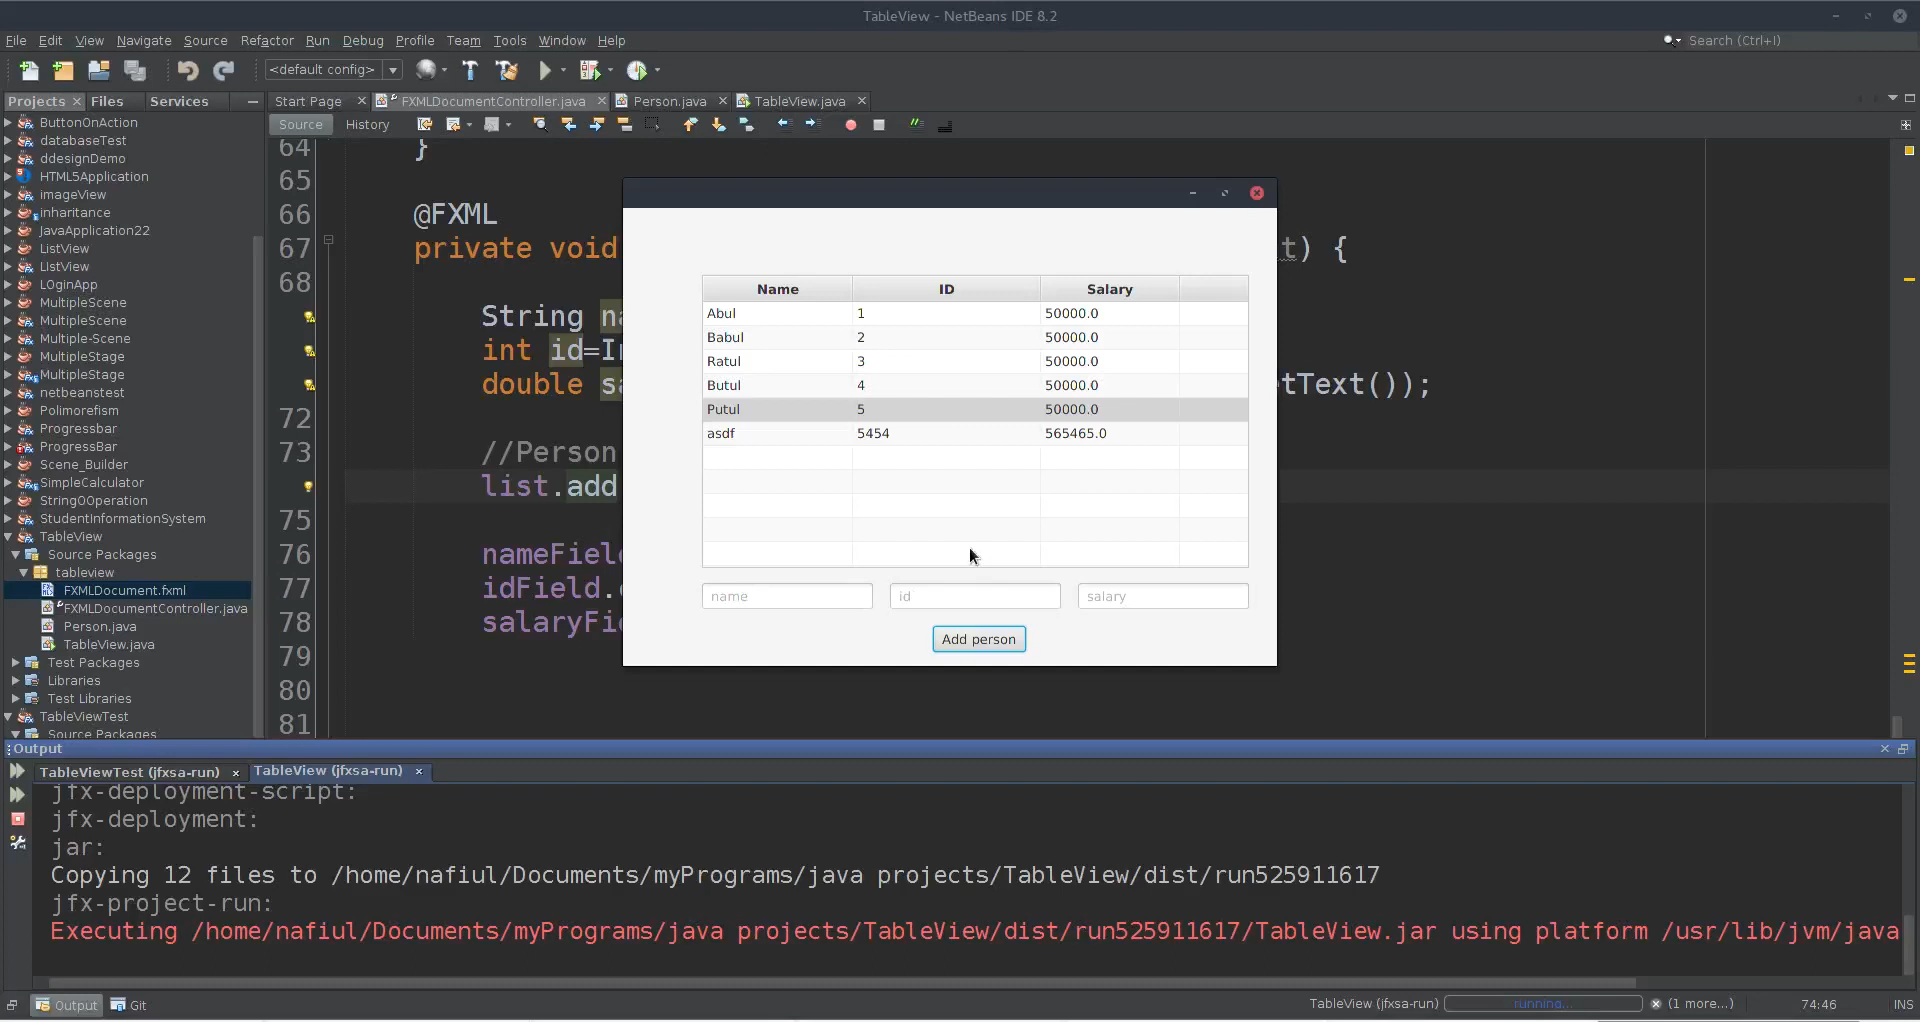 TableView - NetBeans IDE 8.2
File Edit View Navigate Source Refactor Run Debug Profile Team Tools Window Help
Search (Ctrl+I)
<default config>
Projects Files Services
Start Page FXMLDocumentController.java Person.java TableView.java
Source History
ButtonOnAction
databaseTest
ddesignDemo
HTML5Application
imageView
inheritance
JavaApplication22
ListView
LIstView
LOginApp
MultipleScene
MultipleScene
Multiple-Scene
MultipleStage
MultipleStage
netbeanstest
Polimorefism
Progressbar
ProgressBar
Scene_Builder
SimpleCalculator
StringOOperation
StudentInformationSystem
TableView
Source Packages
tableview
FXMLDocument.fxml
FXMLDocumentController.java
Person.java
TableView.java
Test Packages
Libraries
Test Libraries
TableViewTest
Source Packages
64 }
65
66 @FXML
67 private void t) {
68
String na
int id=In
double sa tText());
72
73 //Person
list.add
75
76 nameField
77 idField.
78 salaryFie
79
80
81
Name ID Salary
Abul 1 50000.0
Babul 2 50000.0
Ratul 3 50000.0
Butul 4 50000.0
Putul 5 50000.0
asdf 5454 565465.0
name id salary
Add person
Output
TableViewTest (jfxsa-run) TableView (jfxsa-run)
jfx-deployment-script:
jfx-deployment:
jar:
Copying 12 files to /home/nafiul/Documents/myPrograms/java projects/TableView/dist/run525911617
jfx-project-run:
Executing /home/nafiul/Documents/myPrograms/java projects/TableView/dist/run525911617/TableView.jar using platform /usr/lib/jvm/java
Output Git
TableView (jfxsa-run) running... (1 more...) 74:46 INS